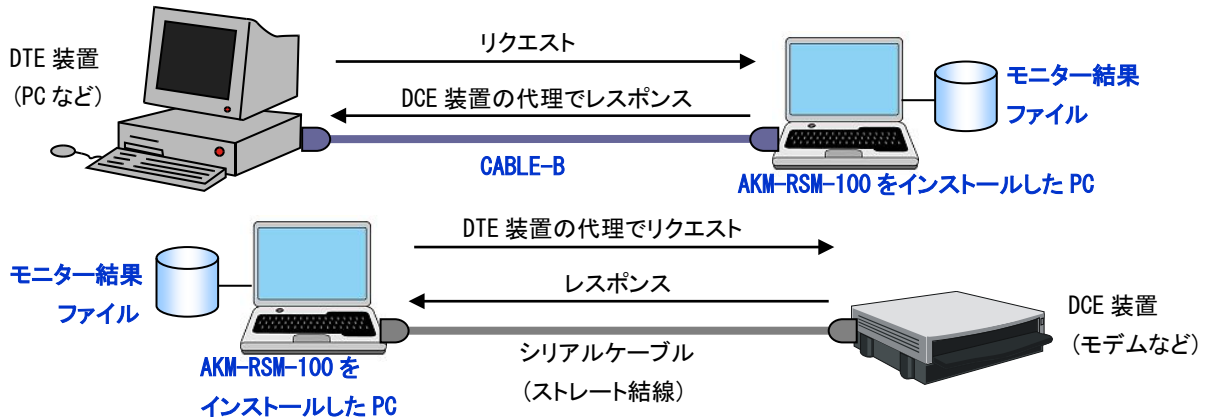 リクエスト
DTE 装置
（PC など）
DCE 装置の代理でレスポンス
モニター結果
ファイル
CABLE-B
AKM-RSM-100 をインストールした PC
DTE 装置の代理でリクエスト
モニター結果
ファイル
レスポンス
DCE 装置
（モデムなど）
シリアルケーブル
（ストレート結線）
AKM-RSM-100 を
インストールした PC